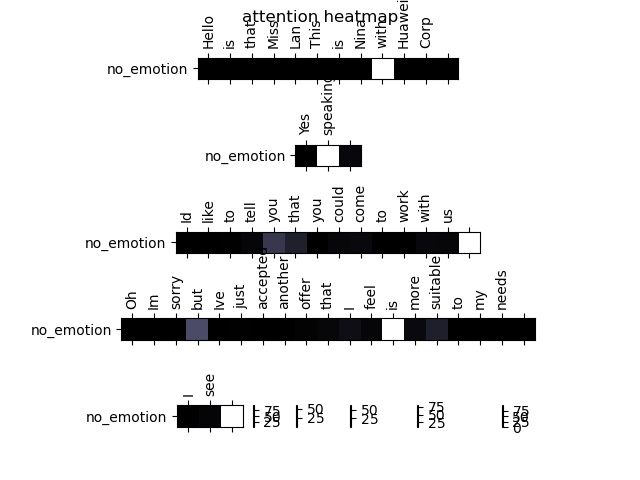 attention heatmap
Hello is that Miss Lan This is Nina with Huawei Corp
no_emotion
Yes speaking
no_emotion
Id like to tell you that you could come to work with us
no_emotion
Oh Im sorry but Ive just accepted another offer that I feel is more suitable to my needs
no_emotion
I see
no_emotion
75 50 25
50 25
50 25
75 50 25
75 50 25 0